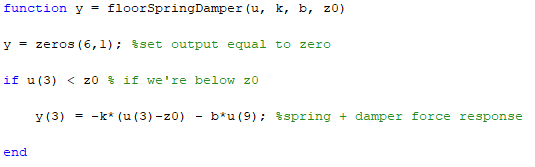 function y = floorSpringDamper(u, k, b, z0)
y = zeros(6,1); %set output equal to zero
if u(3) < z0 % if we're below z0
y(3) = -k*(u(3)-z0) - b*u(9); %spring + damper force response
end